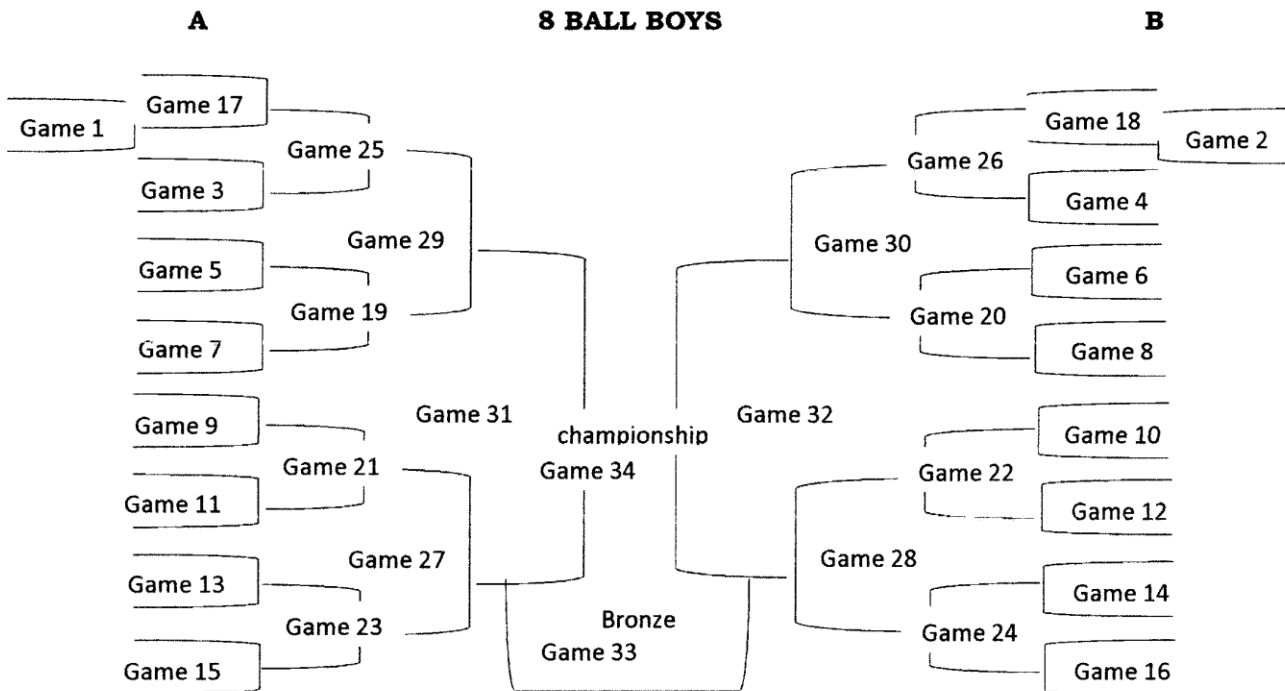 A 8 BALL BOYS B
Game 17
Game 18
Game 1
Game 2
Game 25
Game 26
Game 3
Game 4
Game 29
Game 30
Game 5
Game 6
Game 19
Game 20
Game 7
Game 8
Game 31
Game 32
Game 9
Game 10
championship
Game 34
Game 21
Game 22
Game 11
Game 12
Game 27
Game 28
Game 13
Game 14
Bronze
Game 33
Game 23
Game 24
Game 15
Game 16